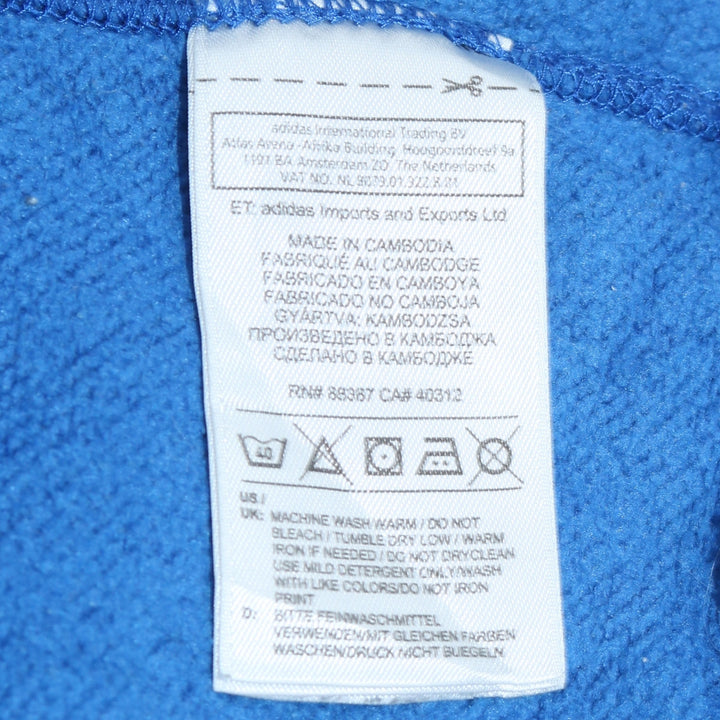 adidas International Trading BV
Atlas Arena -Afrika Building, Hoogoorddreef 9a
1101 BA Amsterdam ZO The Netherlands
VAT NO. NL 8079.01.322.B.01
ET: adidas Imports and Exports Ltd
MADE IN CAMBODIA
FABRIQUÉ AU CAMBODGE
FABRICADO EN CAMBOYA
FABRICADO NO CAMBOJA
GYÁRTVA: KAMBODZSA
ПРОИЗВЕДЕНО В КАМБОДЖА
СДЕЛАНО В КАМБОДЖЕ
RN# 88387 CA# 40312
40
US /
UK: MACHINE WASH WARM / DO NOT
BLEACH / TUMBLE DRY LOW / WARM
IRON IF NEEDED / DO NOT DRYCLEAN
USE MILD DETERGENT ONLY/WASH
WITH LIKE COLORS/DO NOT IRON
PRINT
D: BITTE FEINWASCHMITTEL
VERWENDEN/MIT GLEICHEN FARBEN
WASCHEN/DRUCK NICHT BUEGELN